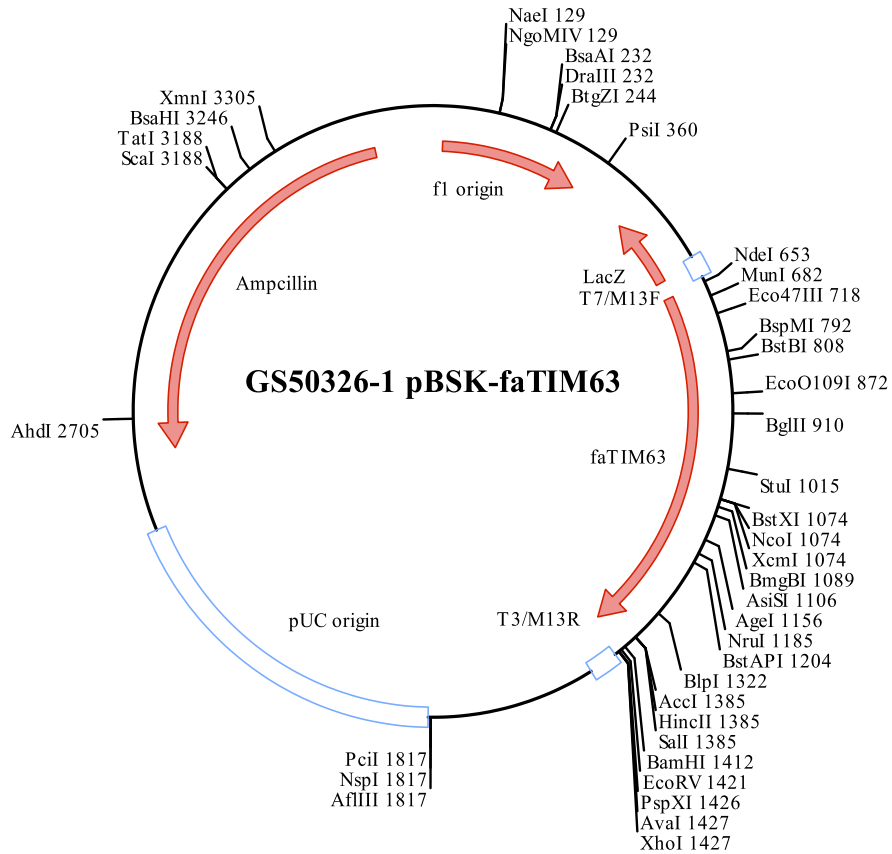 NaeI 129
NgoMIV 129
BsaAI 232
DraIII 232
BtgZI 244
PsiI 360
XmnI 3305
BsaHI 3246
TatI 3188
ScaI 3188
f1 origin
Ampcillin
LacZ
T7/M13F
NdeI 653
MunI 682
Eco47III 718
BspMI 792
BstBI 808
EcoO109I 872
BglII 910
GS50326-1 pBSK-faTIM63
AhdI 2705
faTIM63
StuI 1015
BstXI 1074
NcoI 1074
XcmI 1074
BmgBI 1089
AsiSI 1106
AgeI 1156
NruI 1185
BstAPI 1204
T3/M13R
pUC origin
BlpI 1322
AccI 1385
HincII 1385
SalI 1385
BamHI 1412
EcoRV 1421
PspXI 1426
AvaI 1427
XhoI 1427
PciI 1817
NspI 1817
AflIII 1817